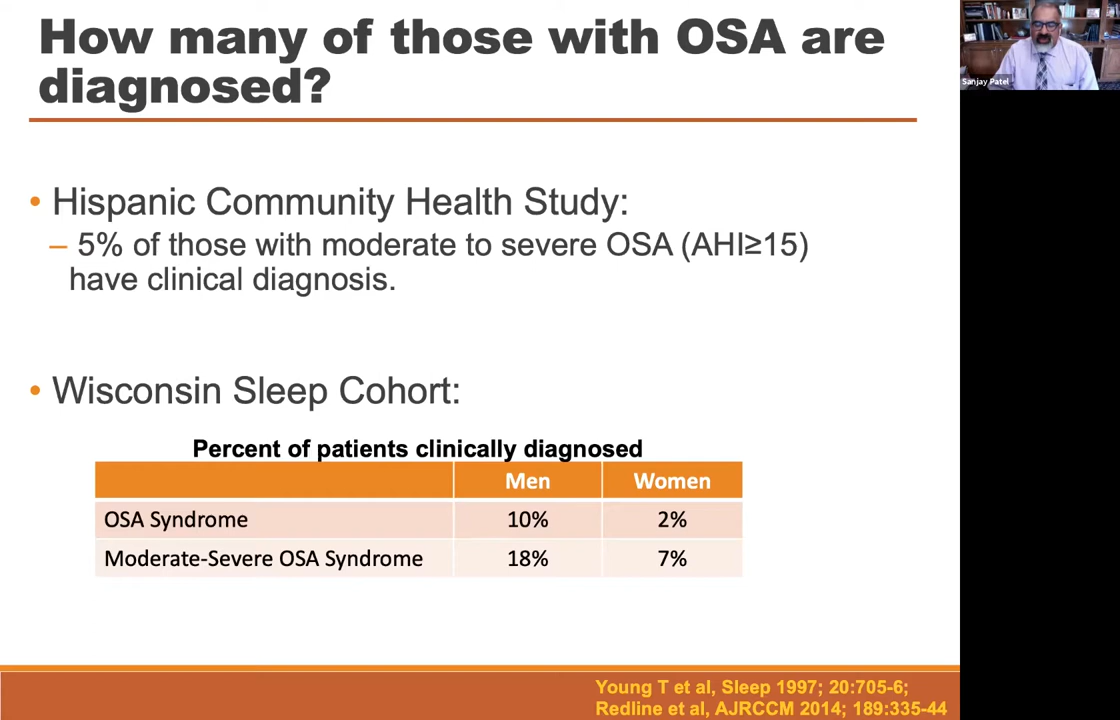 How many of those with OSA are
diagnosed?
Sanjay Patel
• Hispanic Community Health Study:
– 5% of those with moderate to severe OSA (AHI≥15)
have clinical diagnosis.
• Wisconsin Sleep Cohort:
Percent of patients clinically diagnosed
Men Women
OSA Syndrome 10% 2%
Moderate-Severe OSA Syndrome 18% 7%
Young T et al, Sleep 1997; 20:705-6;
Redline et al, AJRCCM 2014; 189:335-44